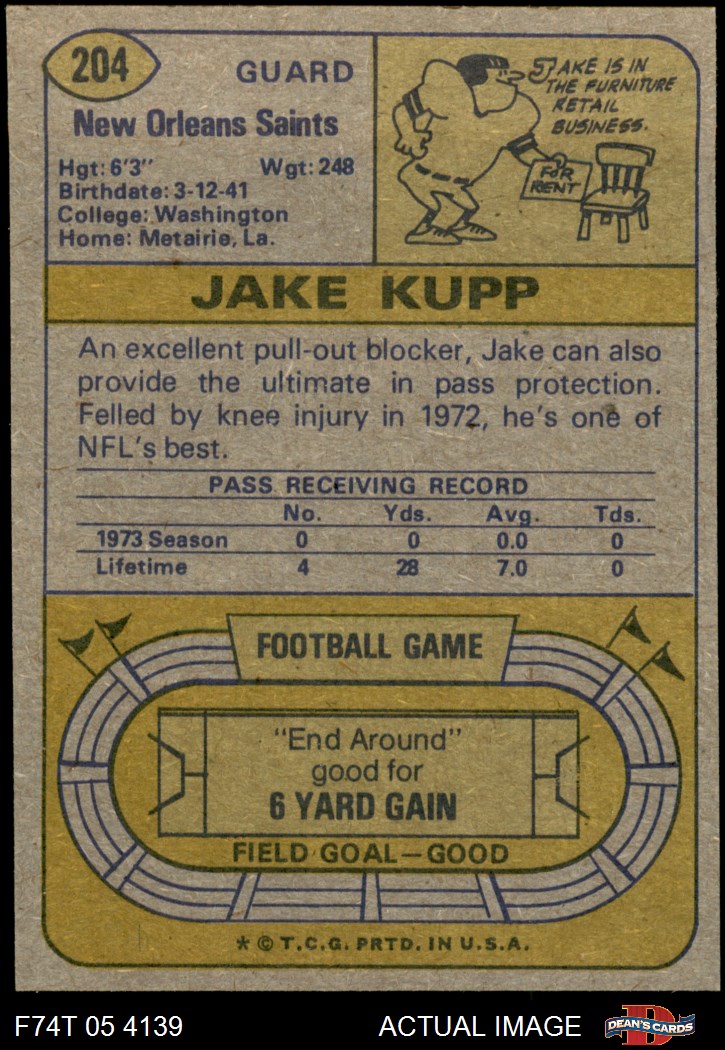 204
GUARD
New Orleans Saints
Hgt: 6'3" Wgt: 248
Birthdate: 3-12-41
College: Washington
Home: Metairie, La.
JAKE IS IN
THE FURNITURE
RETAIL
BUSINESS.
FOR
RENT
JAKE KUPP
An excellent pull-out blocker, Jake can also
provide the ultimate in pass protection.
Felled by knee injury in 1972, he's one of
NFL's best.
PASS RECEIVING RECORD
No. Yds. Avg. Tds.
1973 Season 0 0 0.0 0
Lifetime 4 28 7.0 0
FOOTBALL GAME
"End Around"
good for
6 YARD GAIN
FIELD GOAL—GOOD
* © T.C.G. PRTD. IN U.S.A.
F74T 05 4139 ACTUAL IMAGE
D
DEAN'S CARDS